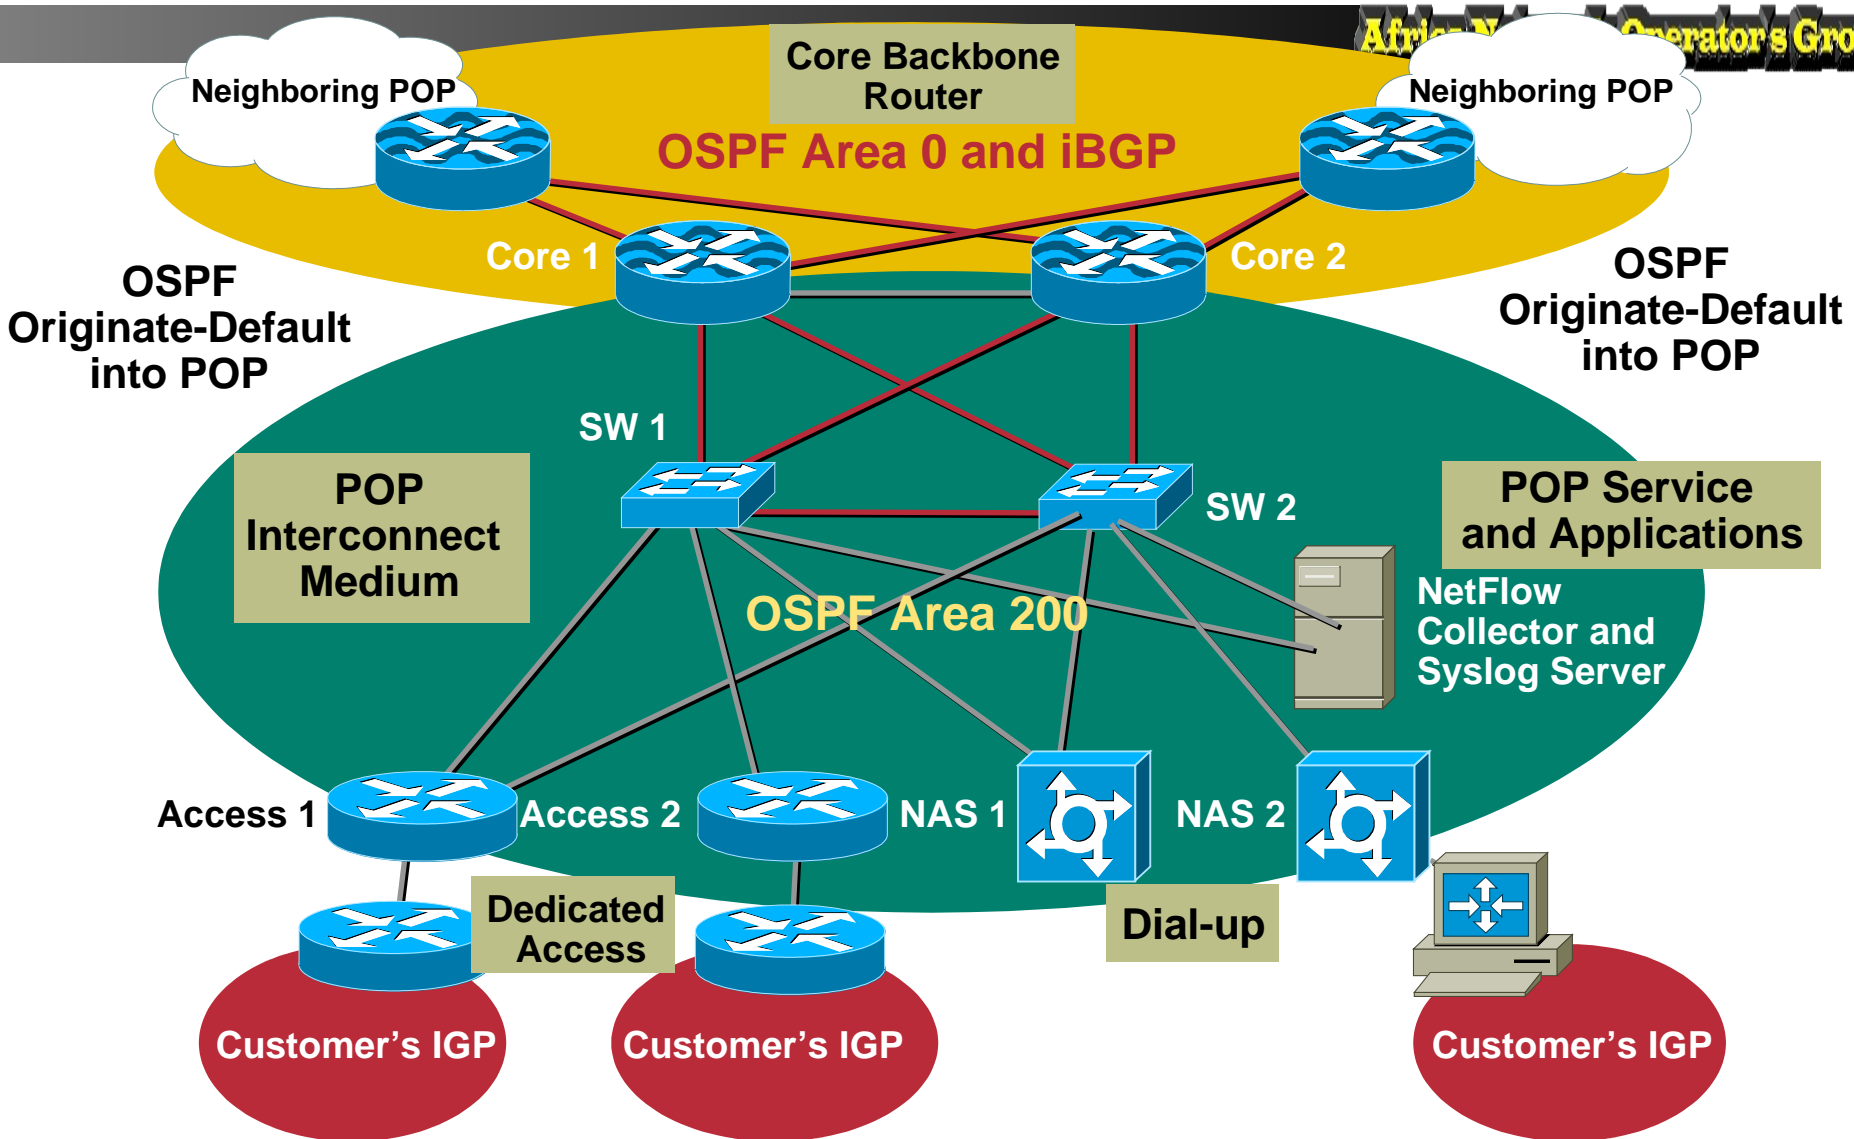 Operator's
Neighboring POP
Core Backbone
Router
Neighboring POP
OSPF Area 0 and iBGP
Core 1
Core 2
OSPF
Originate-Default
into POP
OSPF
Originate-Default
into POP
SW 1
POP
Interconnect
Medium
SW 2
POP Service
and Applications
OSPF Area 200
NetFlow
Collector and
Syslog Server
Access 1
Access 2
NAS 1
NAS 2
Dedicated
Access
Dial-up
Customer’s IGP
Customer’s IGP
Customer’s IGP